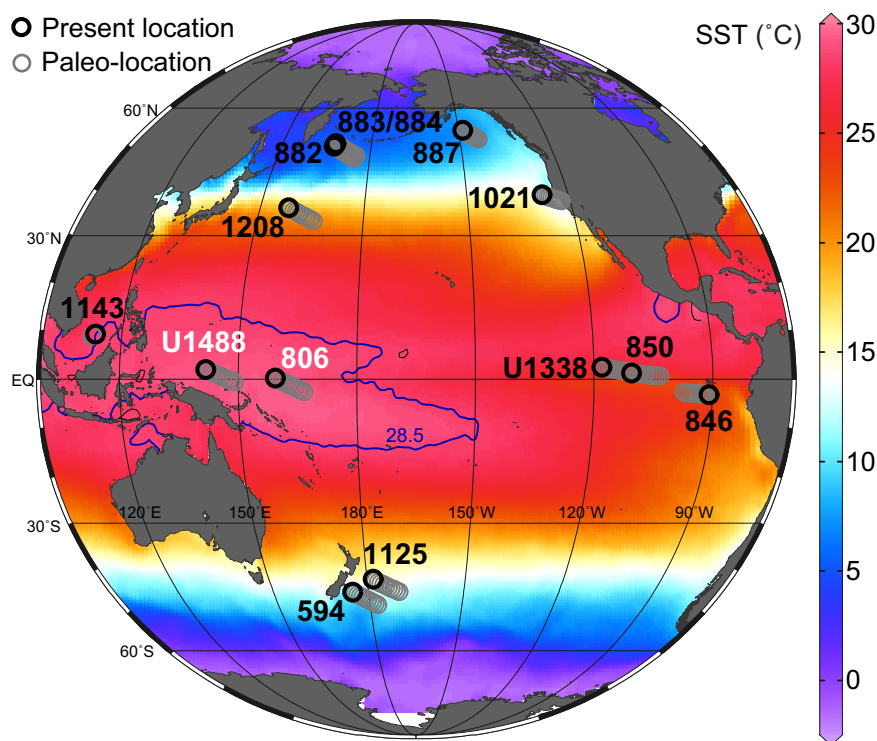 Present location
Paleo-location
SST (˚C)
30
25
20
15
10
5
0
60˚N
30˚N
EQ
30˚S
60˚S
883/884
882
887
1208
1021
1143
U1488
806
U1338
850
846
28.5
120˚E
150˚E
180˚W
150˚W
120˚W
90˚W
1125
594